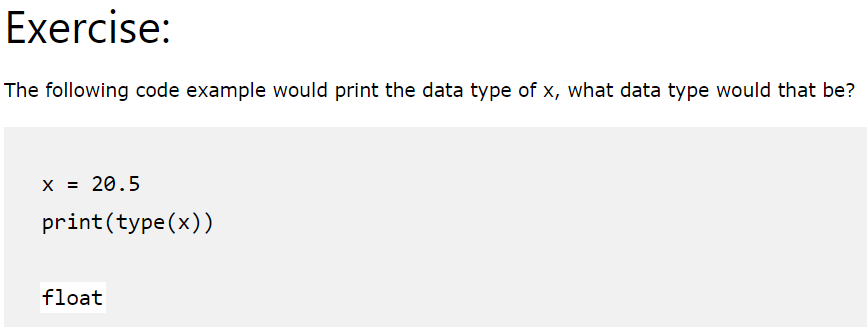 Exercise:
The following code example would print the data type of x, what data type would that be?
x = 20.5
print(type(x))
float